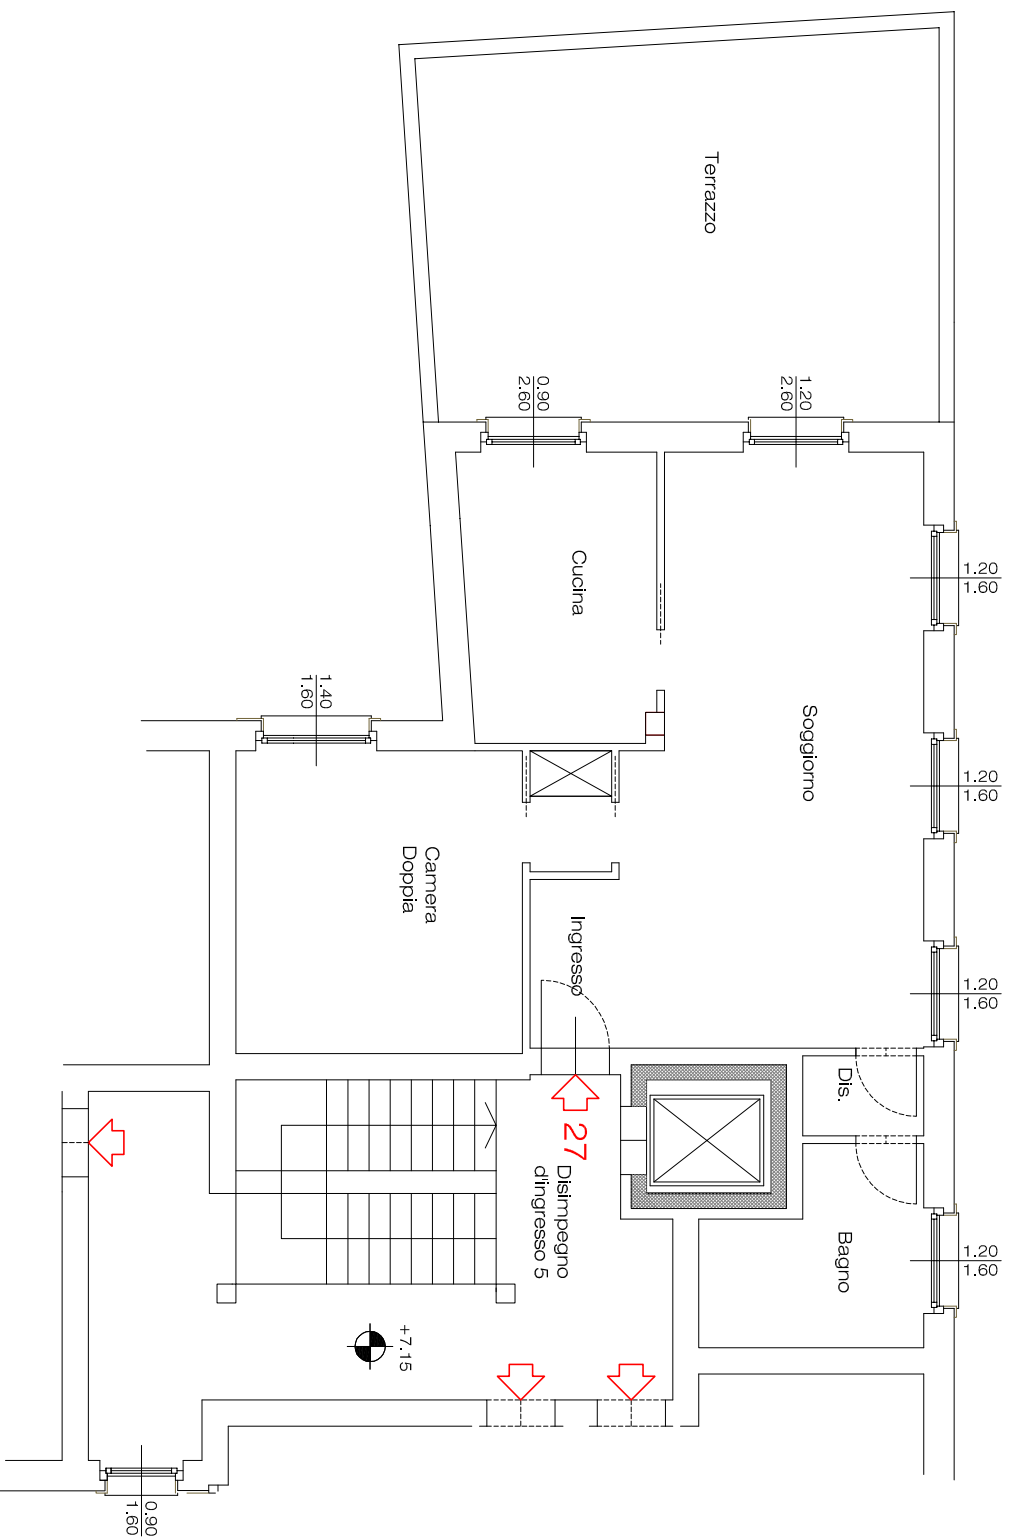 Terrazzo
0.90
2.60
1.20
2.60
1.20
1.60
Cucina
1.40
1.60
Soggiorno
1.20
1.60
Camera
Doppia
Ingresso
1.20
1.60
Dis.
27
Disimpegno
d'ingresso 5
Bagno
1.20
1.60
+7.15
0.90
1.60